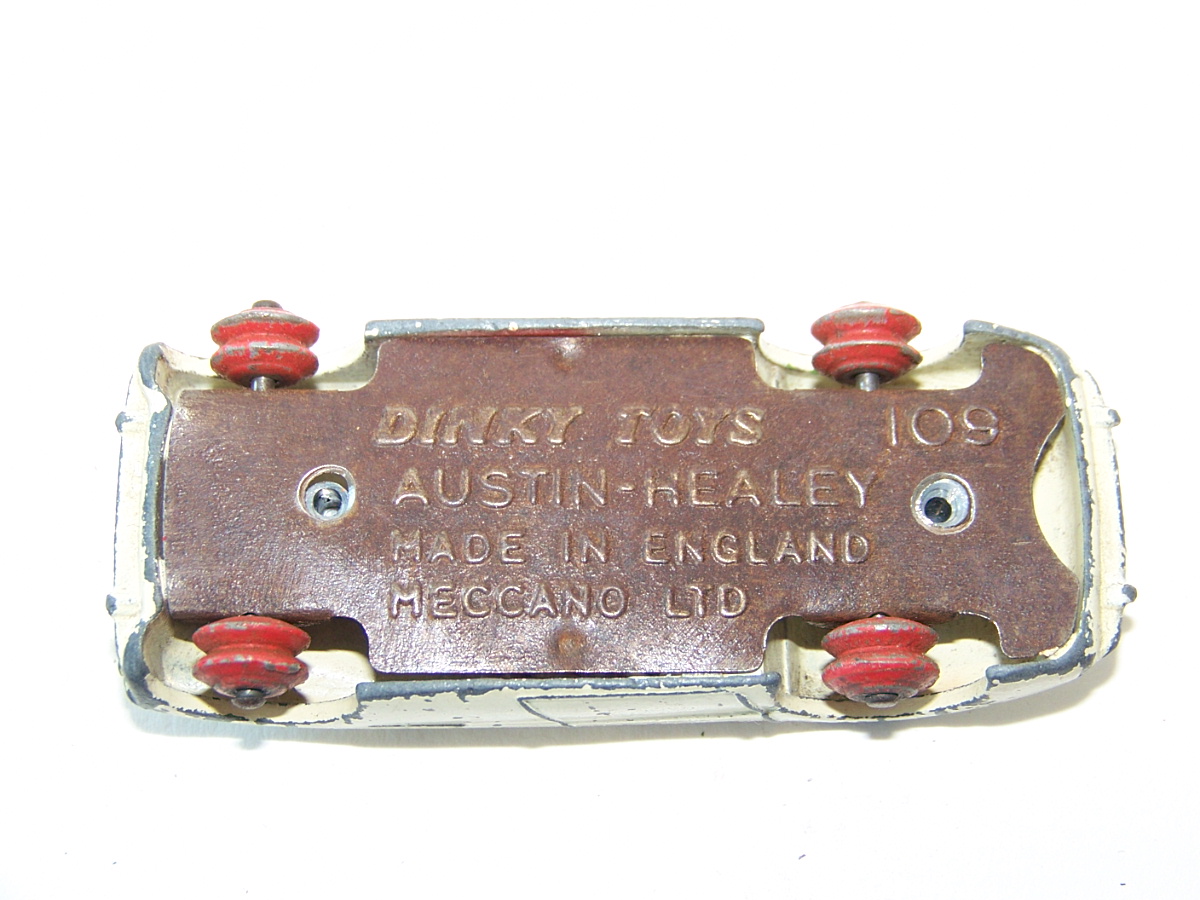 DINKY TOYS 109
AUSTIN-HEALEY
MADE IN ENGLAND
MECCANO LTD